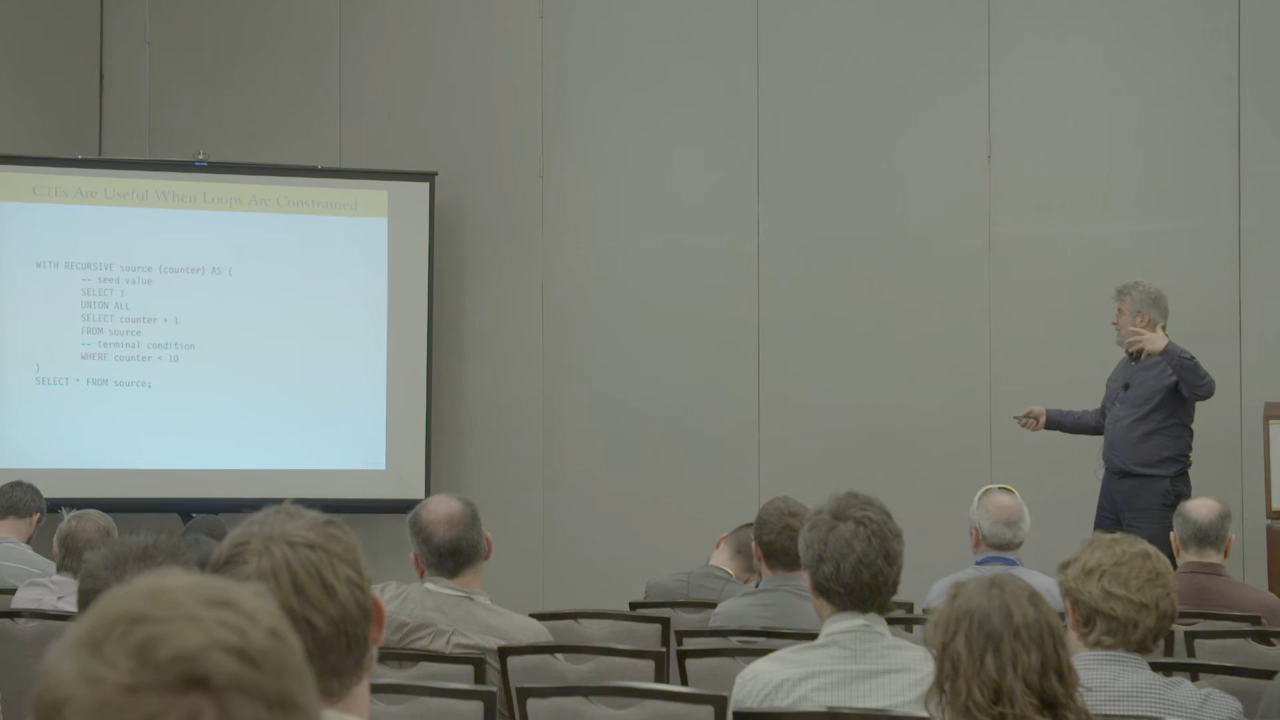 CTEs Are Useful When Loops Are Constrained
WITH RECURSIVE source (counter) AS (
-- seed value
SELECT 1
UNION ALL
SELECT counter + 1
FROM source
-- terminal condition
WHERE counter < 10
)
SELECT * FROM source;